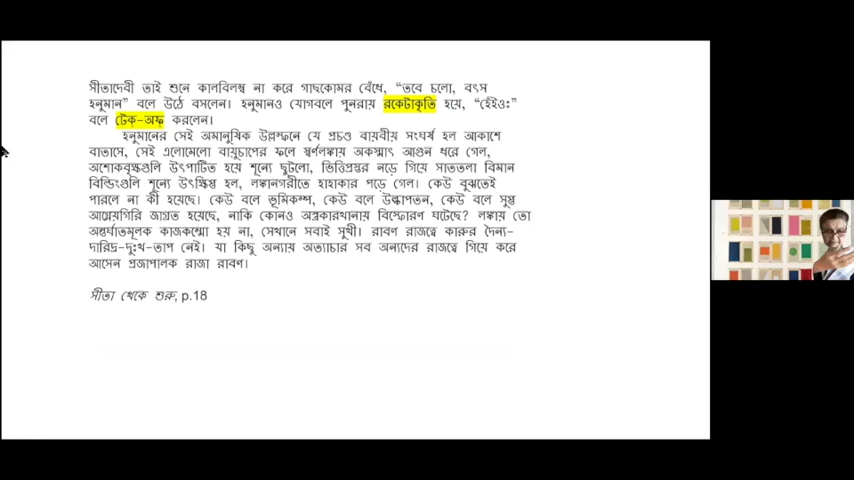 সীতাদেবী তাই শুনে কালবিলম্ব না করে গাছকোমর বেঁধে, “তবে চলো, বৎস
হনুমান” বলে উঠে বসলেন। হনুমানও যোগবলে পুনরায় রকেটাকৃতি হয়ে, “হেঁইওঃ”
বলে টেক-অফ করলেন।
হনুমানের সেই অমানুষিক উল্লম্ফনে যে প্রচণ্ড বায়বীয় সংঘর্ষ হল আকাশে
বাতাসে, সেই এলোমেলো বায়ুচাপের ফলে স্বর্ণলঙ্কায় অকস্মাৎ আগুন ধরে গেল,
অশোকবৃক্ষগুলি উৎপাটিত হয়ে শূন্যে ছুটলো, ভিত্তিপ্রস্তর নড়ে গিয়ে সাততলা বিমান
বিল্ডিংগুলি শূন্যে উৎক্ষিপ্ত হল, লঙ্কানগরীতে হাহাকার পড়ে গেল। কেউ বুঝতেই
পারলে না কী হয়েছে। কেউ বলে ভূমিকম্প, কেউ বলে উল্কাপতন, কেউ বলে সুপ্ত
আগ্নেয়গিরি জাগ্রত হয়েছে, নাকি কোনও অস্ত্রকারখানায় বিস্ফোরণ ঘটেছে? লঙ্কায় তো
অন্তর্ঘাতমূলক কাজকম্মো হয় না, সেখানে সবাই সুখী। রাবণ রাজত্বে কারুর দৈন্য-
দারিদ্র-দুঃখ-তাপ নেই। যা কিছু অন্যায় অত্যাচার সব অন্যদের রাজত্বে গিয়ে করে
আসেন প্রজাপালক রাজা রাবণ।
সীতা থেকে শুরু, p.18